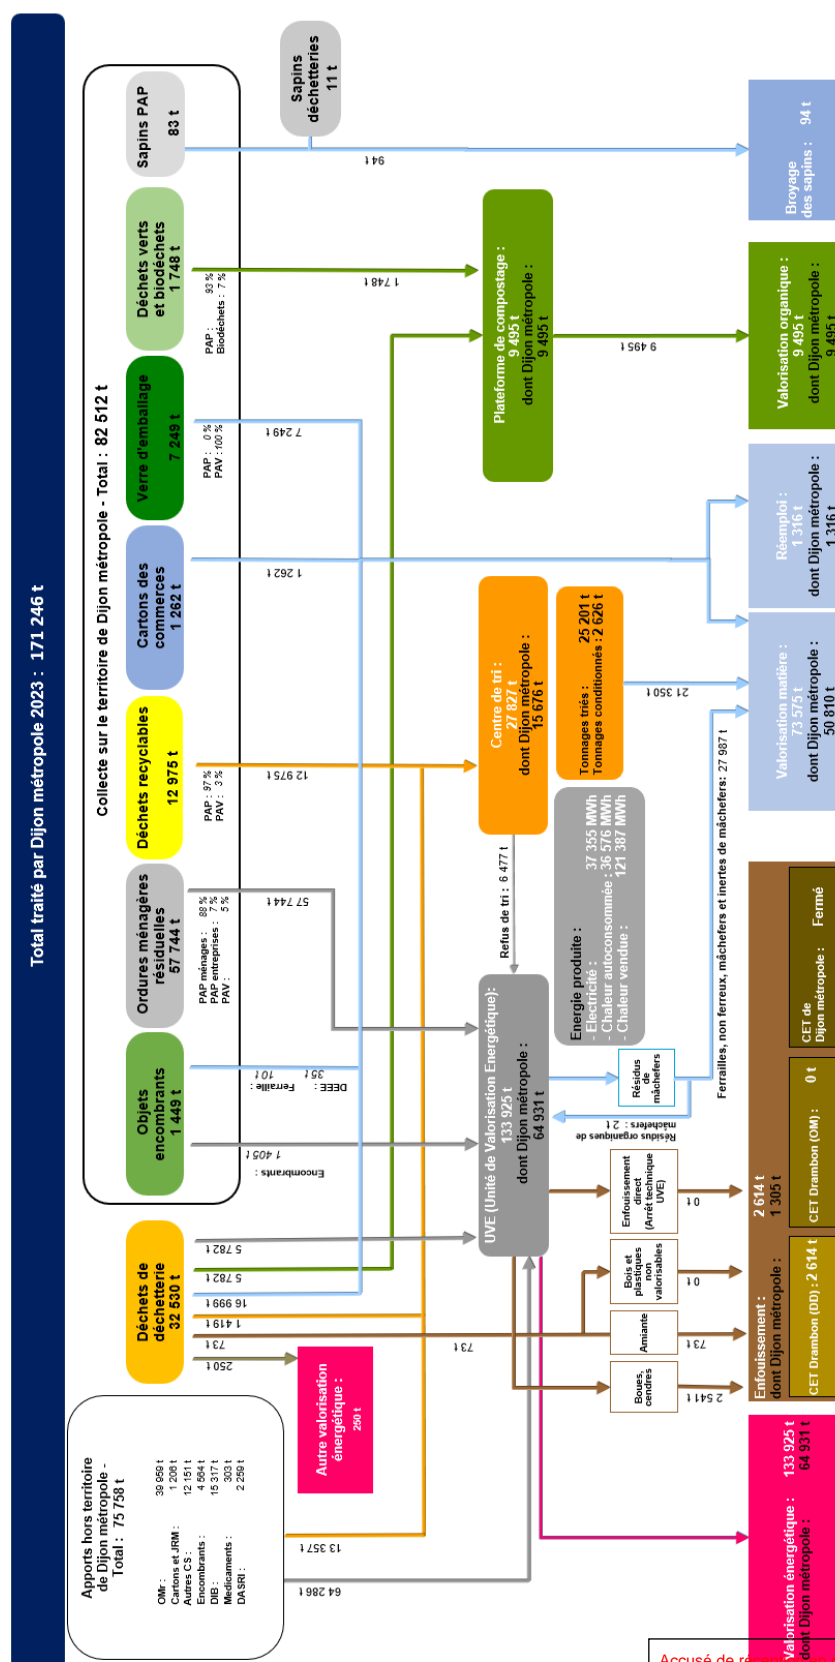 Total traité par Dijon métropole 2023 : 171 246 t
Collecte sur le territoire de Dijon métropole - Total : 82 512 t
Apports hors territoire
de Dijon métropole -
Total : 75 758 t
OMr : 39 959 t
Cartons et JRM : 1 206 t
Autres CS : 12 151 t
Encombrants : 4 564 t
DIB : 15 317 t
Medicaments : 303 t
DASRI : 2 259 t
Déchets de
déchetterie
32 530 t
Objets
encombrants
1 449 t
Ordures ménagères
résiduelles
57 744 t
Déchets recyclables
12 975 t
Cartons des
commerces
1 262 t
Verre d'emballage
7 249 t
Déchets verts
et biodéchets
1 748 t
Sapins PAP
83 t
Sapins
déchetteries
11 t
PAP ménages : 88 %
PAP entreprises : 7 %
PAV : 5 %
PAP : 97 %
PAV : 3 %
PAP : 0 %
PAV : 100 %
PAP : 93 %
Biodéchets : 7 %
250 t
73 t
1 419 t
16 999 t
5 782 t
5 782 t
Encombrants :
1 405 t
Ferraille : 10 t
DEEE : 35 t
57 744 t
12 975 t
1 262 t
7 249 t
1 748 t
94 t
13 357 t
64 286 t
73 t
Autre valorisation
énergétique :
250 t
UVE (Unité de Valorisation Energétique):
133 925 t
dont Dijon métropole :
64 931 t
Refus de tri : 6 477 t
Centre de tri :
27 827 t
dont Dijon métropole :
15 676 t
Plateforme de compostage :
9 495 t
dont Dijon métropole :
9 495 t
Energie produite :
- Electricité : 37 355 MWh
- Chaleur autoconsommée : 36 576 MWh
- Chaleur vendue : 121 387 MWh
Tonnages triés : 25 201 t
Tonnages conditionnés : 2 626 t
Résidus organiques de
mâchefers : 2 t
Résidus
de
mâchefers
Boues,
cendres
Amiante
Bois et
plastiques
non
valorisables
Enfouissement
direct
(Arrêt technique
UVE)
2 541 t
73 t
0 t
0 t
Ferrailles, non ferreux, mâchefers et inertes de mâchefers: 27 987 t
21 350 t
9 495 t
Valorisation énergétique : 133 925 t
dont Dijon métropole : 64 931 t
Enfouissement : 2 614 t
dont Dijon métropole : 1 305 t
CET Drambon (DD) : 2 614 t
CET Drambon (OM) : 0 t
CET de
Dijon métropole : Fermé
Valorisation matière :
73 575 t
dont Dijon métropole :
50 810 t
Réemploi :
1 316 t
dont Dijon métropole :
1 316 t
Valorisation organique :
9 495 t
dont Dijon métropole :
9 495 t
Broyage
des sapins : 94 t
Accusé de